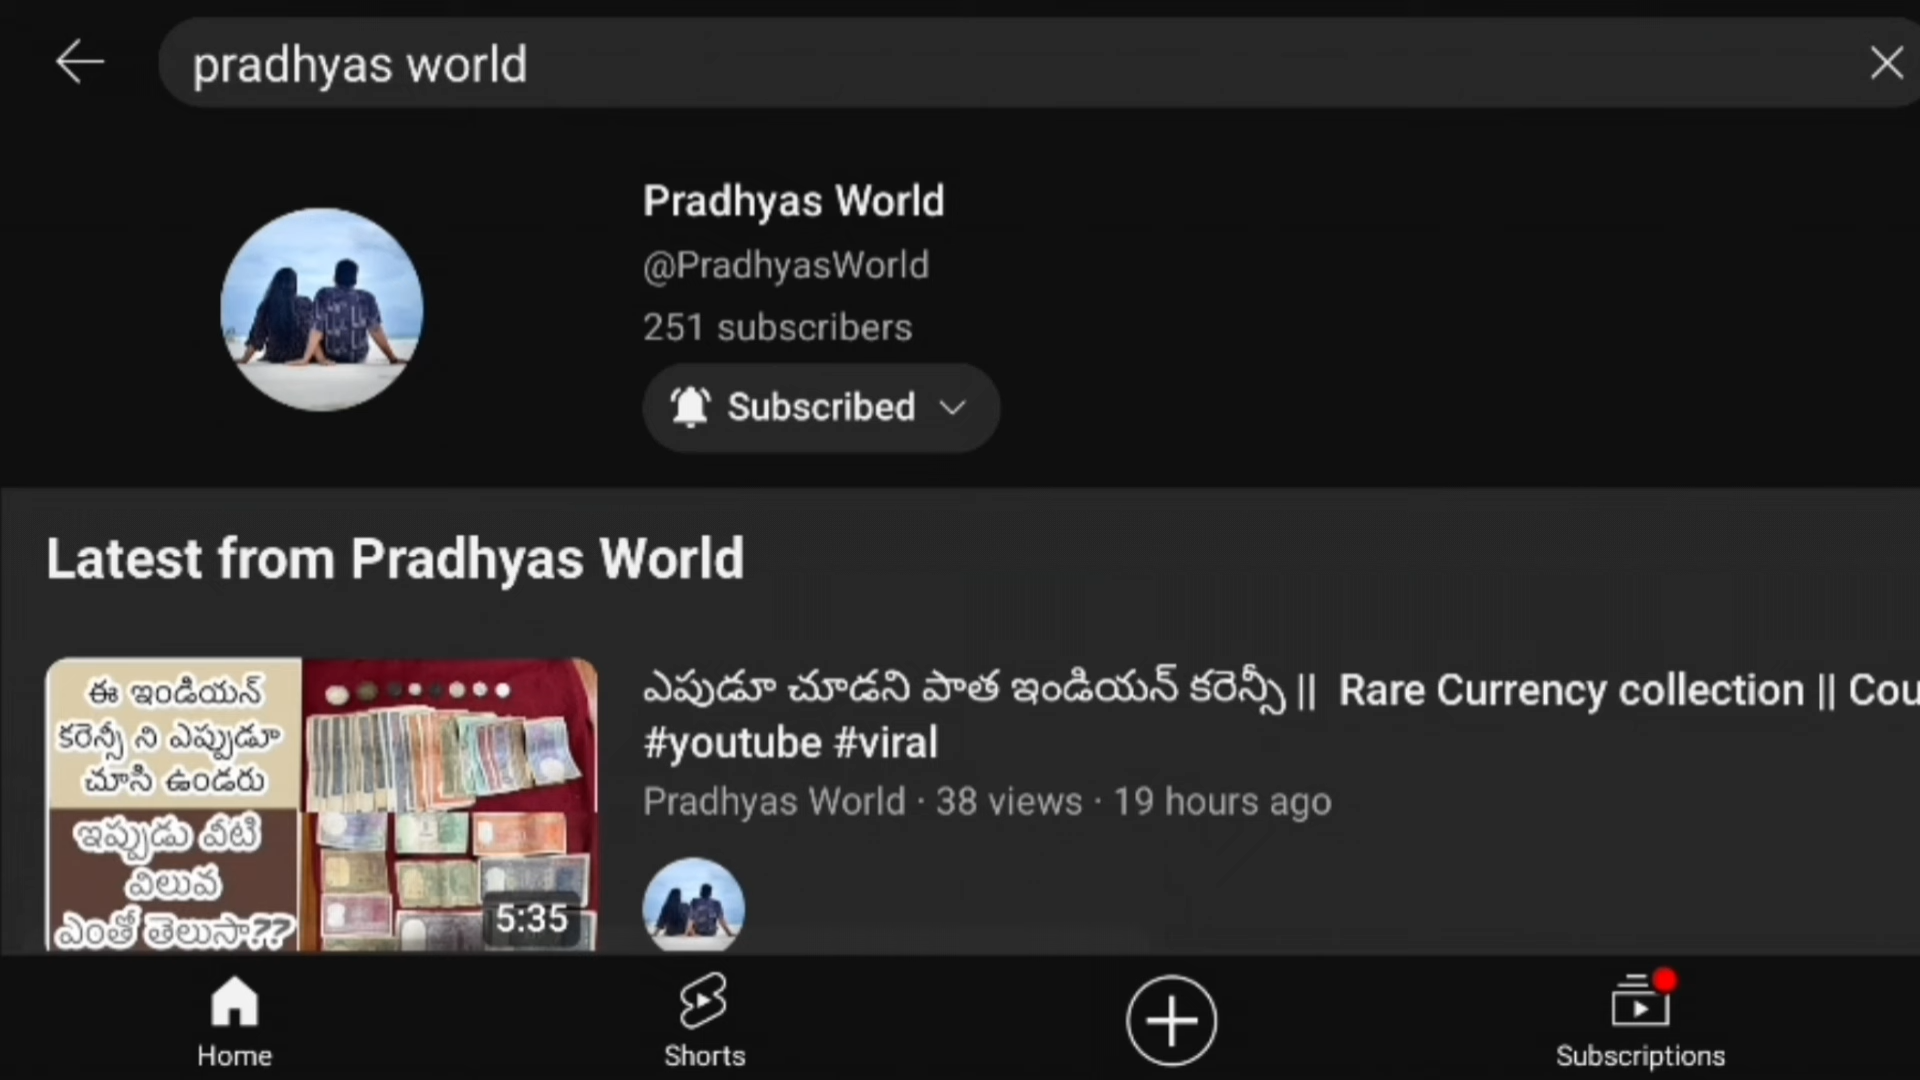 pradhyas world
Pradhyas World
@PradhyasWorld
251 subscribers
Subscribed
Latest from Pradhyas World
ఈ ఇండియన్
కరెన్సీ ని ఎప్పుడూ
చూసి ఉండరు
ఇప్పుడు వీటి
విలువ
ఎంతో తెలుసా??
5:35
ఎపుడూ చూడని పాత ఇండియన్ కరెన్సీ || Rare Currency collection || Cou
#youtube #viral
Pradhyas World · 38 views · 19 hours ago
Home
Shorts
Subscriptions